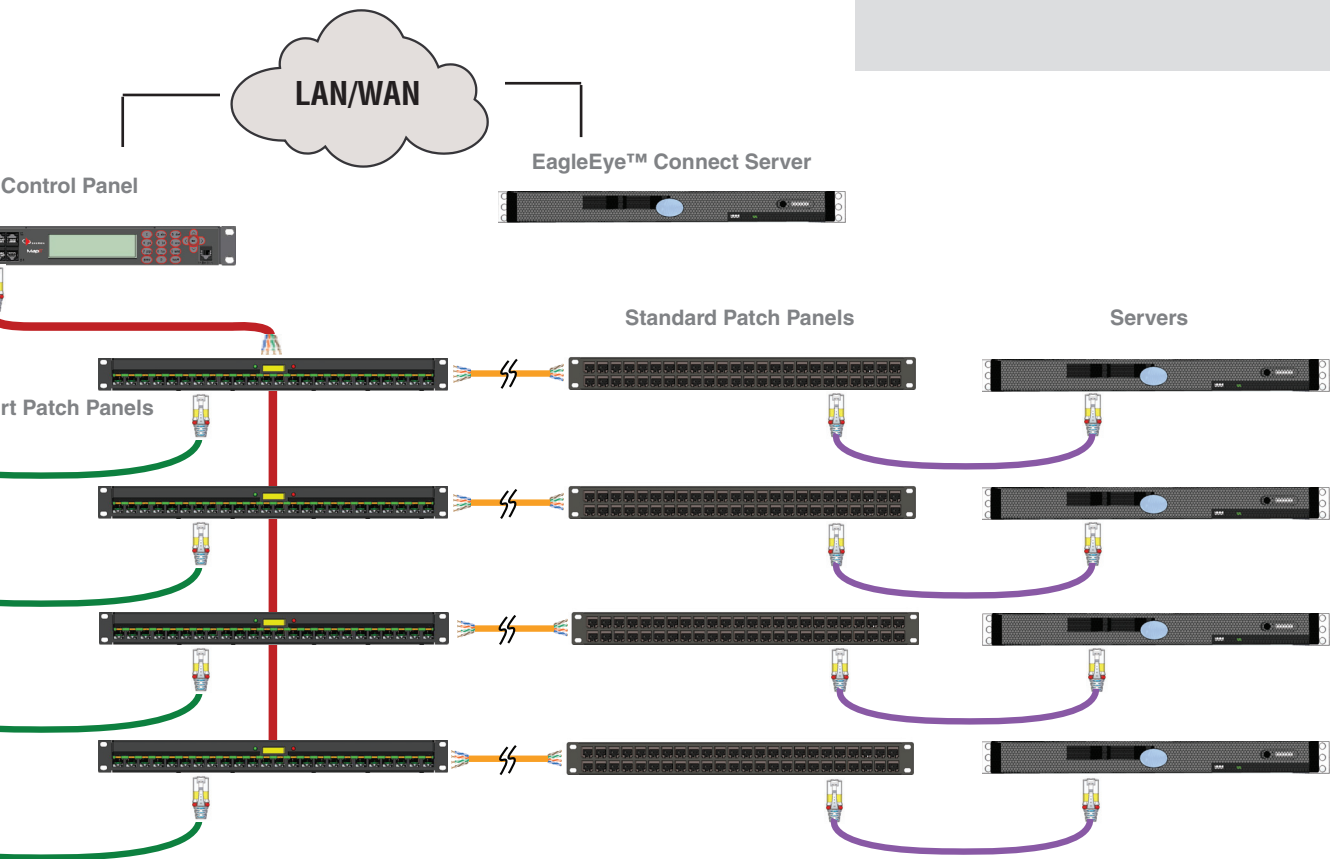 LAN/WAN
EagleEye™ Connect Server
Control Panel
Standard Patch Panels
Servers
rt Patch Panels